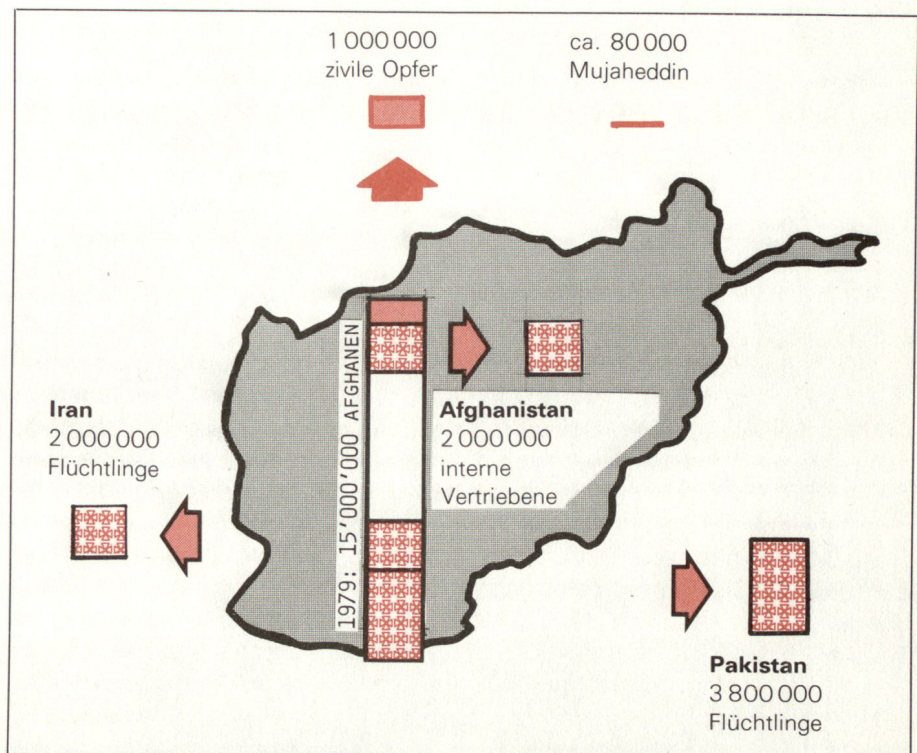 1 000 000
zivile Opfer
ca. 80 000
Mujaheddin
1979: 15'000'000 AFGHANEN
Iran
2 000 000
Flüchtlinge
Afghanistan
2 000 000
interne
Vertriebene
Pakistan
3 800 000
Flüchtlinge